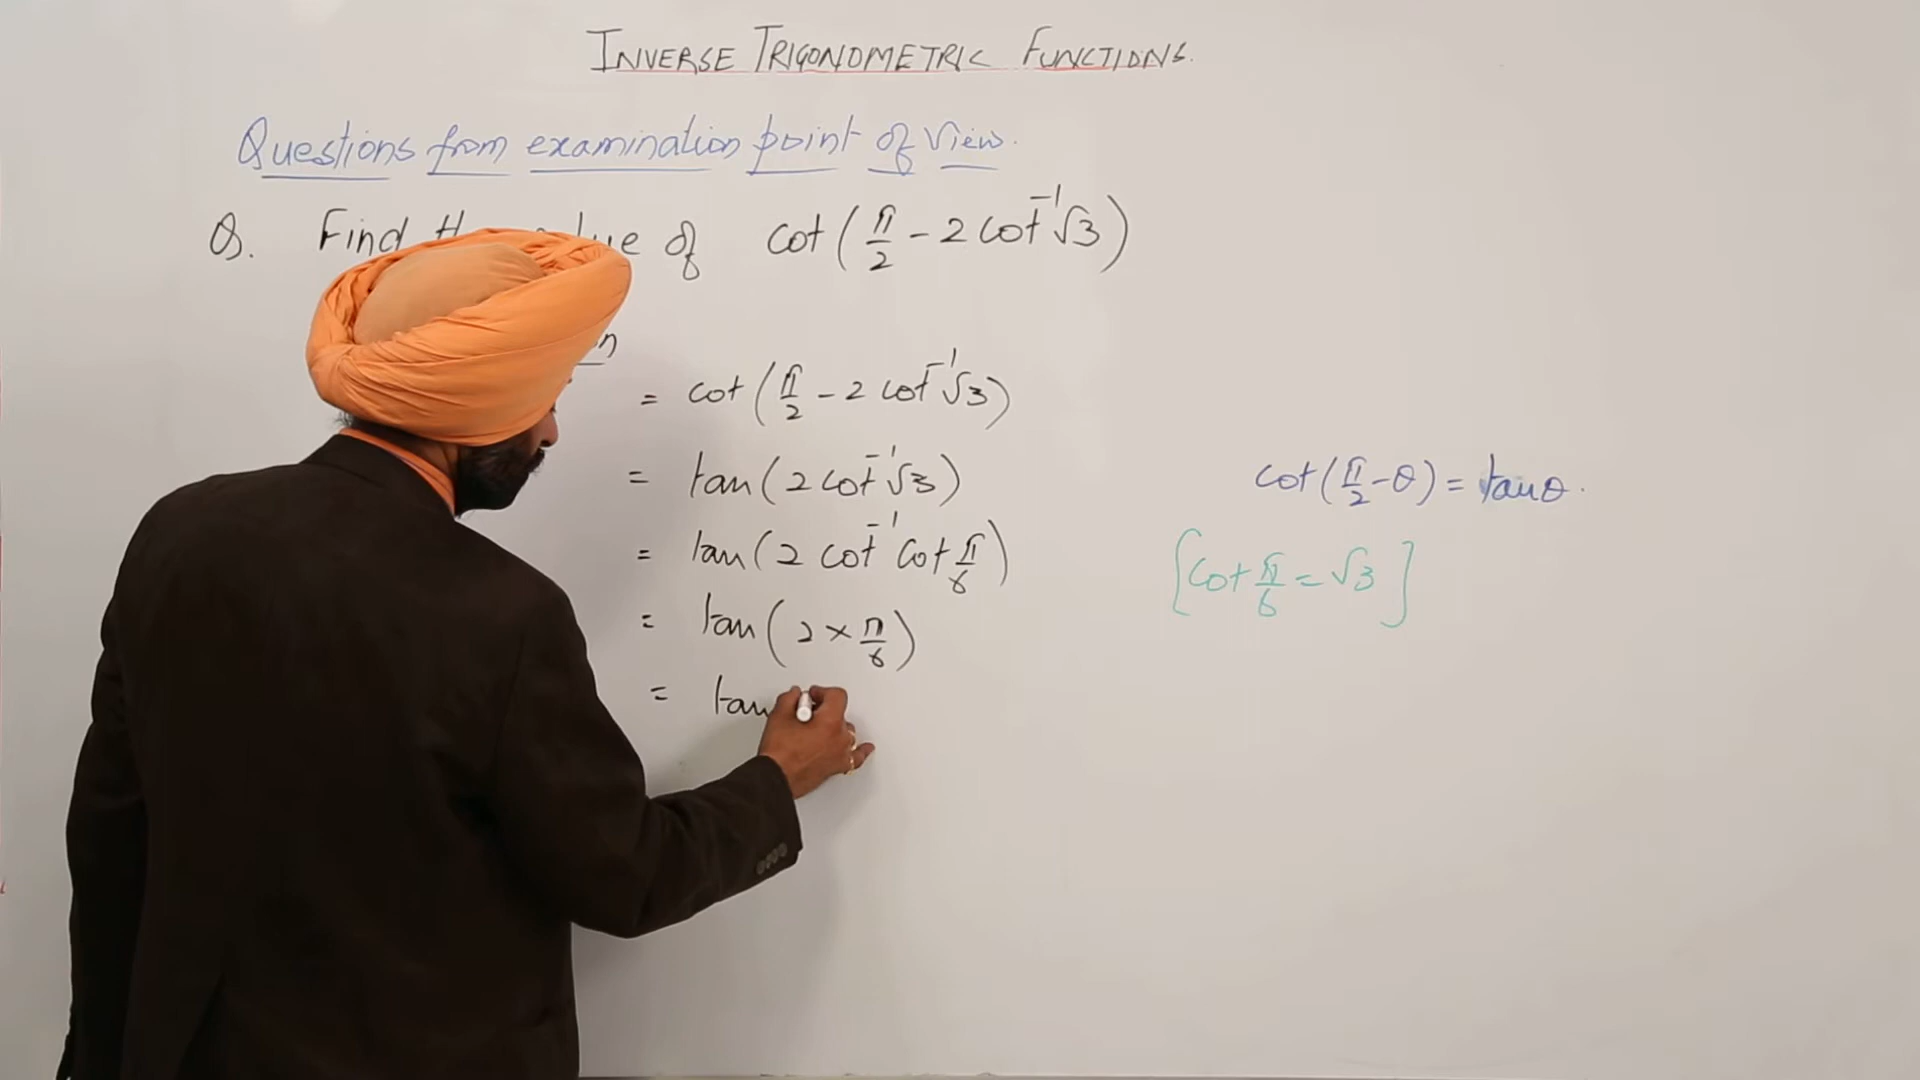 INVERSE TRIGONOMETRIC FUNCTIONS.
Questions from examination point of view.
Q. Find of cot(π/2 - 2 cot⁻¹√3)
= cot(π/2 - 2 cot⁻¹√3)
= tan(2 cot⁻¹√3)
cot(π/2 - θ) = tanθ.
= tan(2 cot⁻¹ cot π/6)
[cot π/6 = √3]
= tan(2 × π/6)
= tan